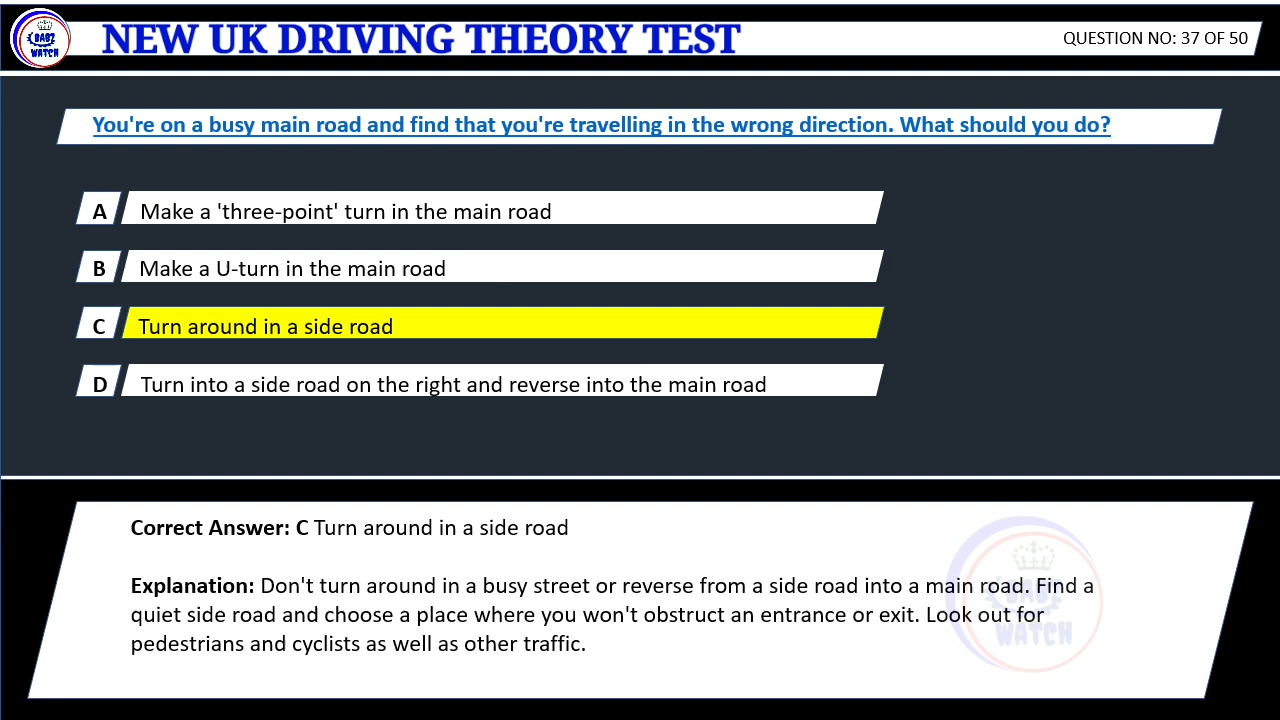 BABZ
WATCH
NEW UK DRIVING THEORY TEST
QUESTION NO: 37 OF 50
You're on a busy main road and find that you're travelling in the wrong direction. What should you do?
A Make a 'three-point' turn in the main road
B Make a U-turn in the main road
C Turn around in a side road
D Turn into a side road on the right and reverse into the main road
Correct Answer: C Turn around in a side road
Explanation: Don't turn around in a busy street or reverse from a side road into a main road. Find a
quiet side road and choose a place where you won't obstruct an entrance or exit. Look out for
pedestrians and cyclists as well as other traffic.
BABZ
WATCH